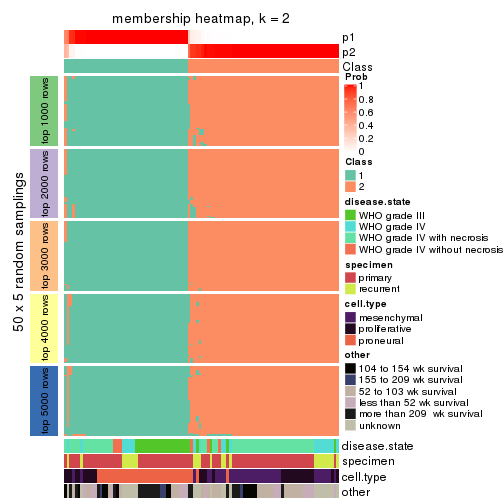 membership heatmap, k = 2
p1
p2
Class
50 x 5 random samplings
top 1000 rows
top 2000 rows
top 3000 rows
top 4000 rows
top 5000 rows
disease.state
specimen
cell.type
other
Prob
1
0.8
0.6
0.4
0.2
0
Class
1
2
disease.state
WHO grade III
WHO grade IV
WHO grade IV with necrosis
WHO grade IV without necrosis
specimen
primary
recurrent
cell.type
mesenchymal
proliferative
proneural
other
104 to 154 wk survival
155 to 209 wk survival
52 to 103 wk survival
less than 52 wk survival
more than 209  wk survival
unknown